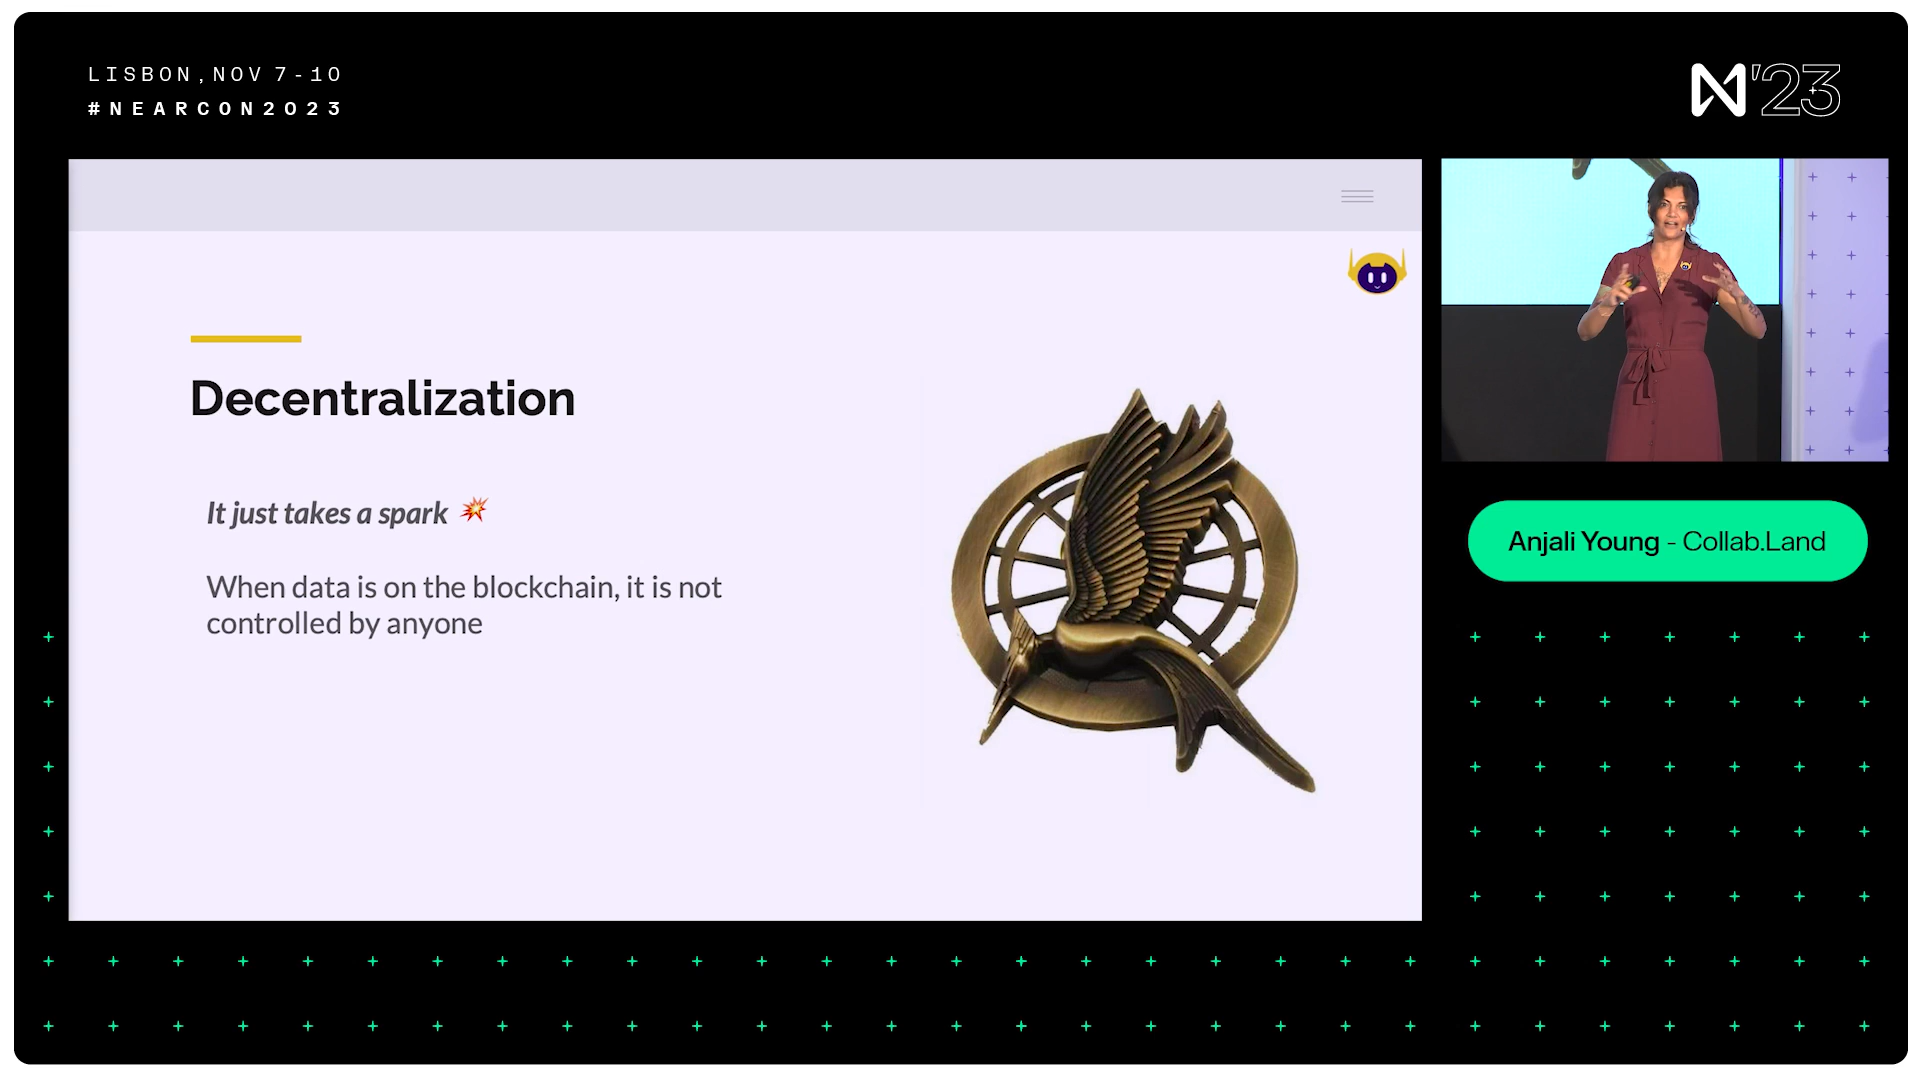 LISBON, NOV 7-10
#NEARCON2023
N'23
Decentralization
It just takes a spark 💥
When data is on the blockchain, it is not
controlled by anyone
Anjali Young - Collab.Land